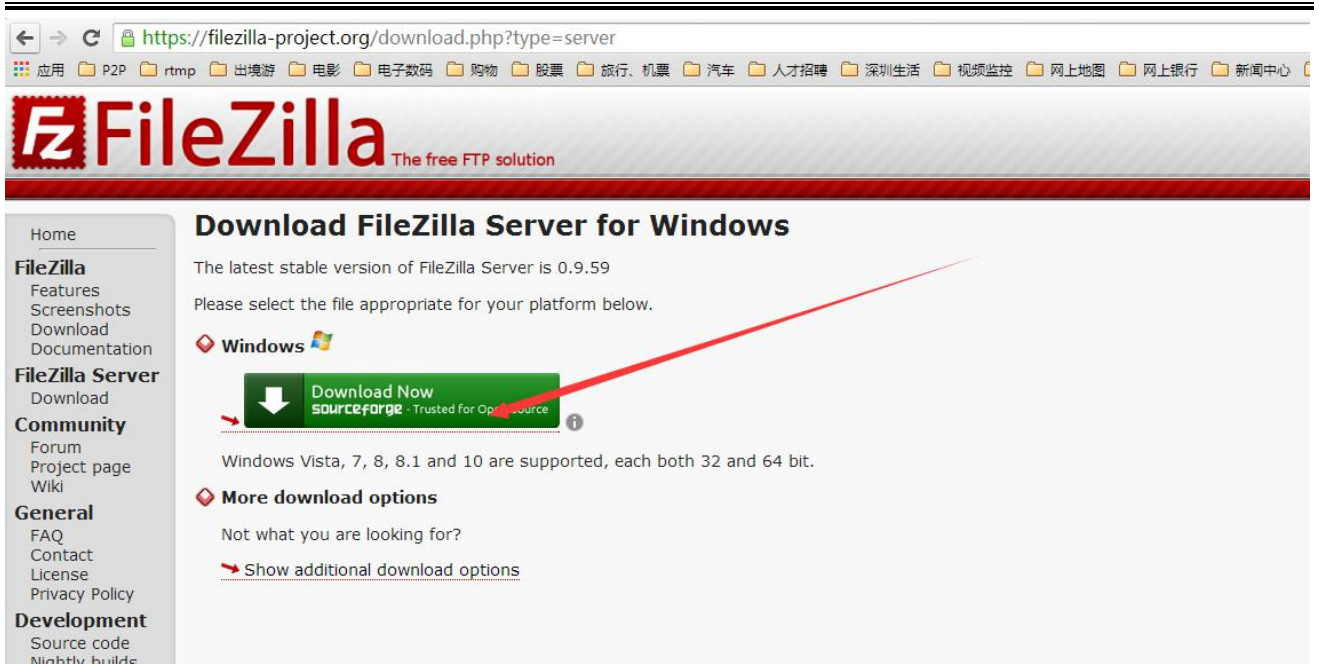 https://filezilla-project.org/download.php?type=server
应用 P2P rtmp 出境游 电影 电子数码 购物 股票 旅行、机票 汽车 人才招聘 深圳生活 视频监控 网上地图 网上银行 新闻中心
FileZilla The free FTP solution
Home
FileZilla
Features
Screenshots
Download
Documentation
FileZilla Server
Download
Community
Forum
Project page
Wiki
General
FAQ
Contact
License
Privacy Policy
Development
Source code
Nightly builds
Download FileZilla Server for Windows
The latest stable version of FileZilla Server is 0.9.59
Please select the file appropriate for your platform below.
Windows
Download Now
sourceforge - Trusted for Open Source
Windows Vista, 7, 8, 8.1 and 10 are supported, each both 32 and 64 bit.
More download options
Not what you are looking for?
Show additional download options